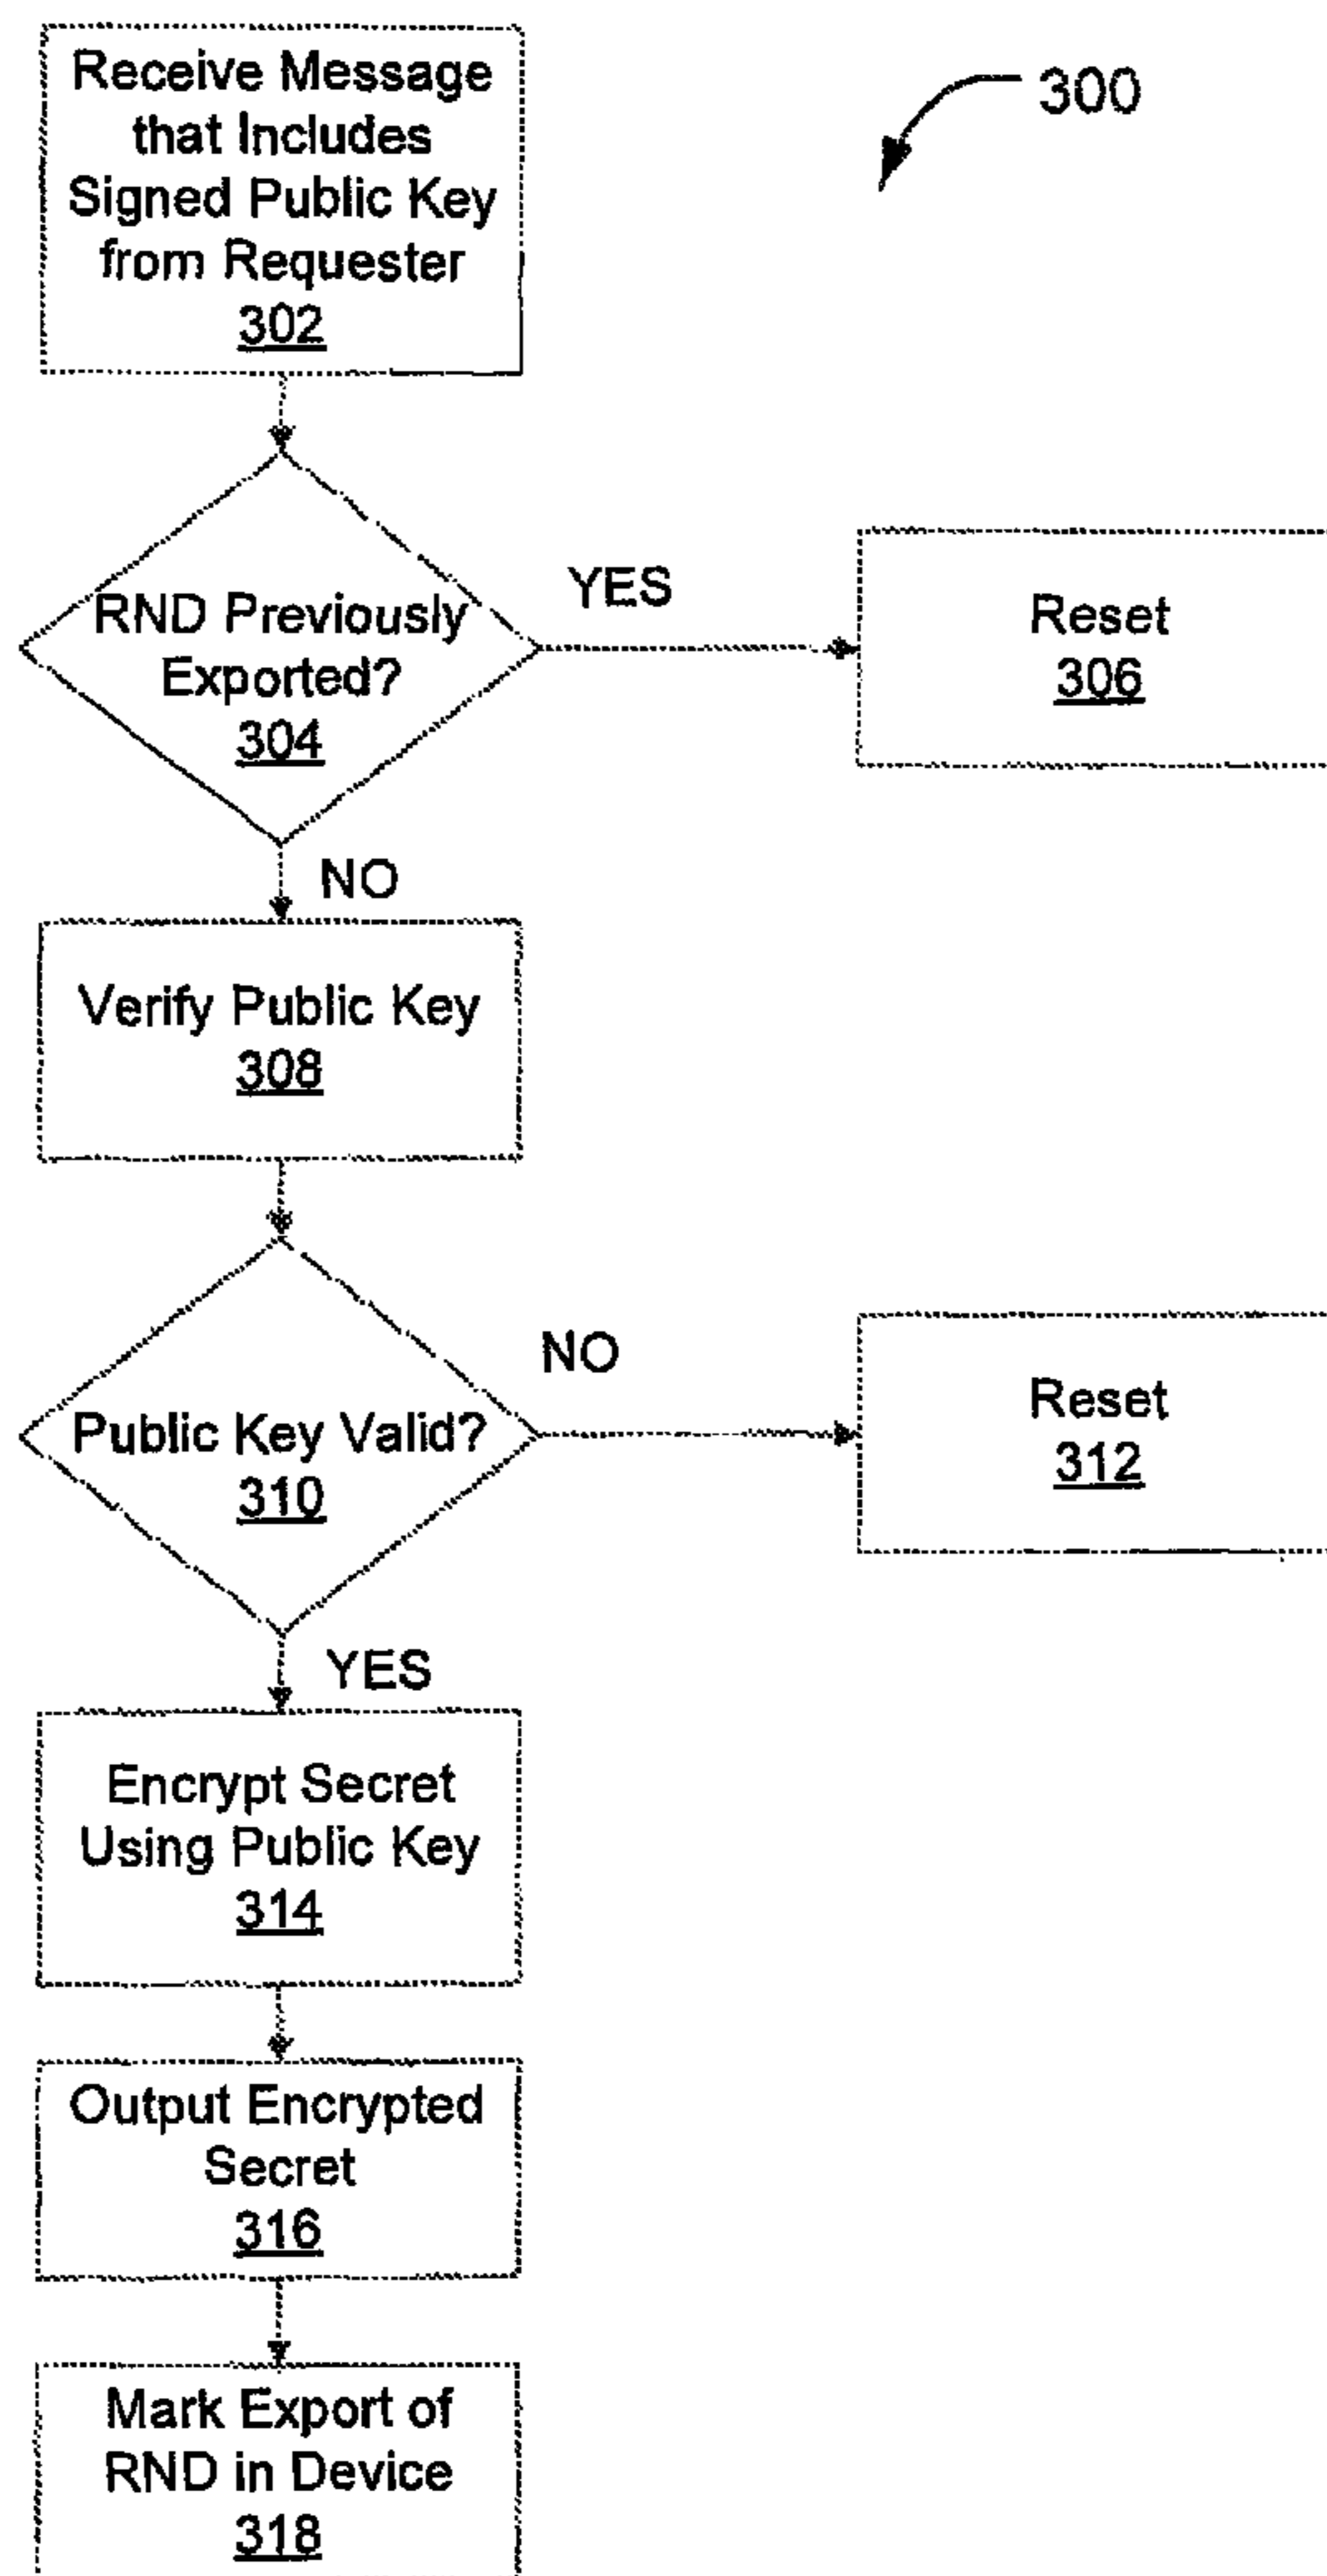 Receive Message
that Includes
Signed Public Key
from Requester
302
300
RND Previously
Exported?
304
YES
Reset
306
NO
Verify Public Key
308
Public Key Valid?
310
NO
Reset
312
YES
Encrypt Secret
Using Public Key
314
Output Encrypted
Secret
316
Mark Export of
RND in Device
318